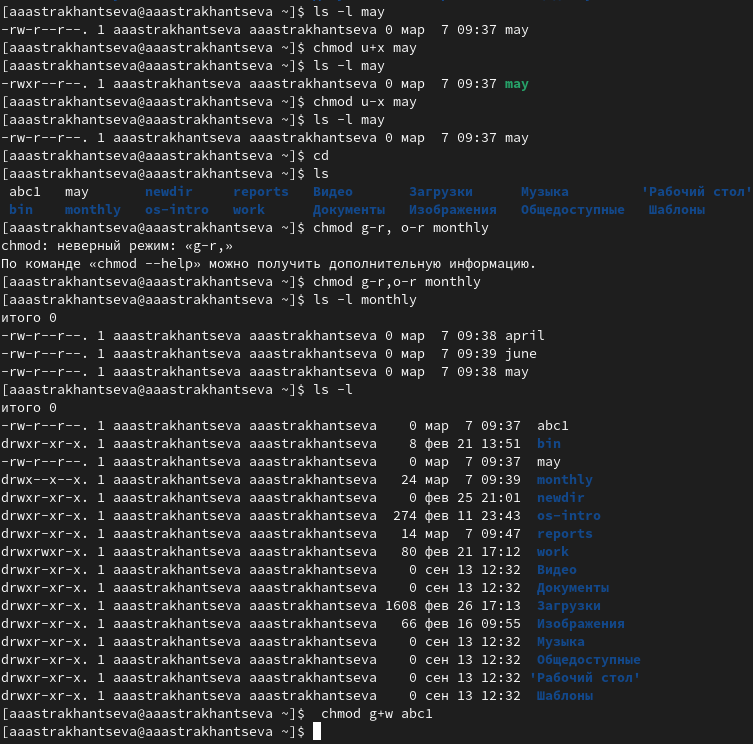 [aaastrakhantseva@aaastrakhantseva ~]$ ls -l may
-rw-r--r--. 1 aaastrakhantseva aaastrakhantseva 0 мар  7 09:37 may
[aaastrakhantseva@aaastrakhantseva ~]$ chmod u+x may
[aaastrakhantseva@aaastrakhantseva ~]$ ls -l may
-rwxr--r--. 1 aaastrakhantseva aaastrakhantseva 0 мар  7 09:37 may
[aaastrakhantseva@aaastrakhantseva ~]$ chmod u-x may
[aaastrakhantseva@aaastrakhantseva ~]$ ls -l may
-rw-r--r--. 1 aaastrakhantseva aaastrakhantseva 0 мар  7 09:37 may
[aaastrakhantseva@aaastrakhantseva ~]$ cd
[aaastrakhantseva@aaastrakhantseva ~]$ ls
abc1   may      newdir    reports   Видео      Загрузки      Музыка         'Рабочий стол'
bin    monthly   os-intro   work      Документы   Изображения   Общедоступные   Шаблоны
[aaastrakhantseva@aaastrakhantseva ~]$ chmod g-r, o-r monthly
chmod: неверный режим: «g-r,»
По команде «chmod --help» можно получить дополнительную информацию.
[aaastrakhantseva@aaastrakhantseva ~]$ chmod g-r,o-r monthly
[aaastrakhantseva@aaastrakhantseva ~]$ ls -l monthly
итого 0
-rw-r--r--. 1 aaastrakhantseva aaastrakhantseva 0 мар  7 09:38 april
-rw-r--r--. 1 aaastrakhantseva aaastrakhantseva 0 мар  7 09:39 june
-rw-r--r--. 1 aaastrakhantseva aaastrakhantseva 0 мар  7 09:38 may
[aaastrakhantseva@aaastrakhantseva ~]$ ls -l
итого 0
-rw-r--r--. 1 aaastrakhantseva aaastrakhantseva    0 мар  7 09:37  abc1
drwxr-xr-x. 1 aaastrakhantseva aaastrakhantseva    8 фев 21 13:51  bin
-rw-r--r--. 1 aaastrakhantseva aaastrakhantseva    0 мар  7 09:37  may
drwx--x--x. 1 aaastrakhantseva aaastrakhantseva   24 мар  7 09:39  monthly
drwxr-xr-x. 1 aaastrakhantseva aaastrakhantseva    0 фев 25 21:01  newdir
drwxr-xr-x. 1 aaastrakhantseva aaastrakhantseva  274 фев 11 23:43  os-intro
drwxr-xr-x. 1 aaastrakhantseva aaastrakhantseva   14 мар  7 09:47  reports
drwxrwxr-x. 1 aaastrakhantseva aaastrakhantseva   80 фев 21 17:12  work
drwxr-xr-x. 1 aaastrakhantseva aaastrakhantseva    0 сен 13 12:32  Видео
drwxr-xr-x. 1 aaastrakhantseva aaastrakhantseva    0 сен 13 12:32  Документы
drwxr-xr-x. 1 aaastrakhantseva aaastrakhantseva 1608 фев 26 17:13  Загрузки
drwxr-xr-x. 1 aaastrakhantseva aaastrakhantseva   66 фев 16 09:55  Изображения
drwxr-xr-x. 1 aaastrakhantseva aaastrakhantseva    0 сен 13 12:32  Музыка
drwxr-xr-x. 1 aaastrakhantseva aaastrakhantseva    0 сен 13 12:32  Общедоступные
drwxr-xr-x. 1 aaastrakhantseva aaastrakhantseva    0 сен 13 12:32 'Рабочий стол'
drwxr-xr-x. 1 aaastrakhantseva aaastrakhantseva    0 сен 13 12:32  Шаблоны
[aaastrakhantseva@aaastrakhantseva ~]$  chmod g+w abc1
[aaastrakhantseva@aaastrakhantseva ~]$